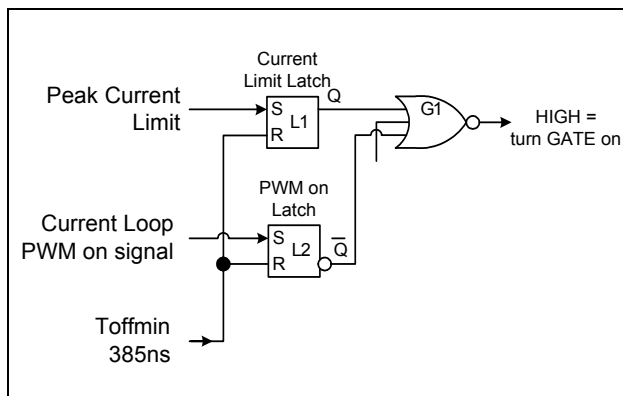 Current
Limit Latch
Peak Current
Limit
S
R
L1
Q
G1
HIGH =
turn GATE on
PWM on
Latch
Current Loop
PWM on signal
S
R
L2
Q̅
Toffmin
385ns